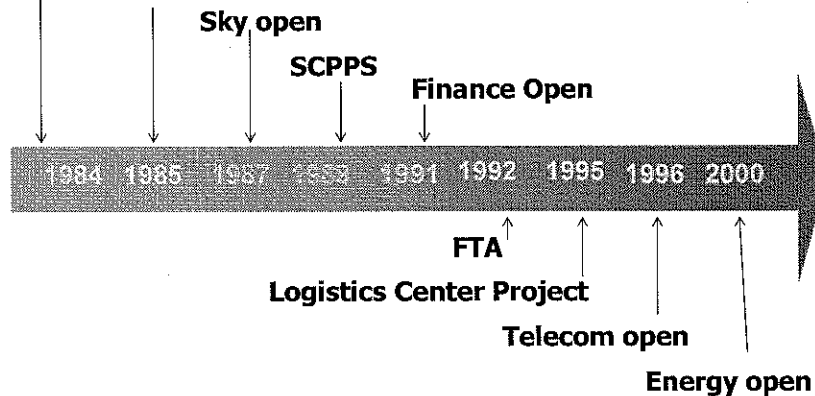 Sky open
SCPPS
Finance Open
1984 1985 1987 1991 1992 1995 1996 2000
FTA
Logistics Center Project
Telecom open
Energy open